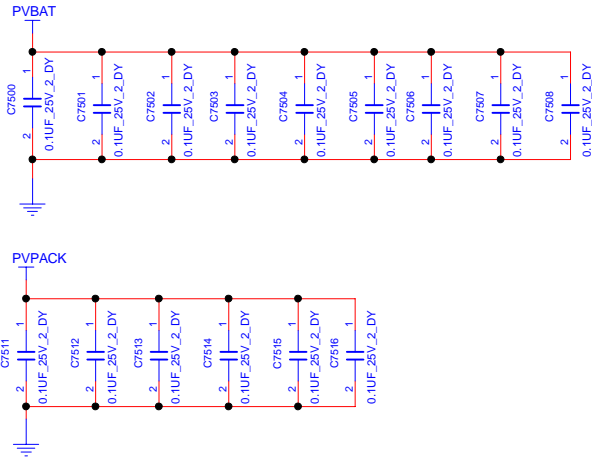 PVBAT
C7500
1
2
0.1UF_25V_2_DY
C7501
1
2
0.1UF_25V_2_DY
C7502
1
2
0.1UF_25V_2_DY
C7503
1
2
0.1UF_25V_2_DY
C7504
1
2
0.1UF_25V_2_DY
C7505
1
2
0.1UF_25V_2_DY
C7506
1
2
0.1UF_25V_2_DY
C7507
1
2
0.1UF_25V_2_DY
C7508
1
2
0.1UF_25V_2_DY
PVPACK
C7511
1
2
0.1UF_25V_2_DY
C7512
1
2
0.1UF_25V_2_DY
C7513
1
2
0.1UF_25V_2_DY
C7514
1
2
0.1UF_25V_2_DY
C7515
1
2
0.1UF_25V_2_DY
C7516
1
2
0.1UF_25V_2_DY